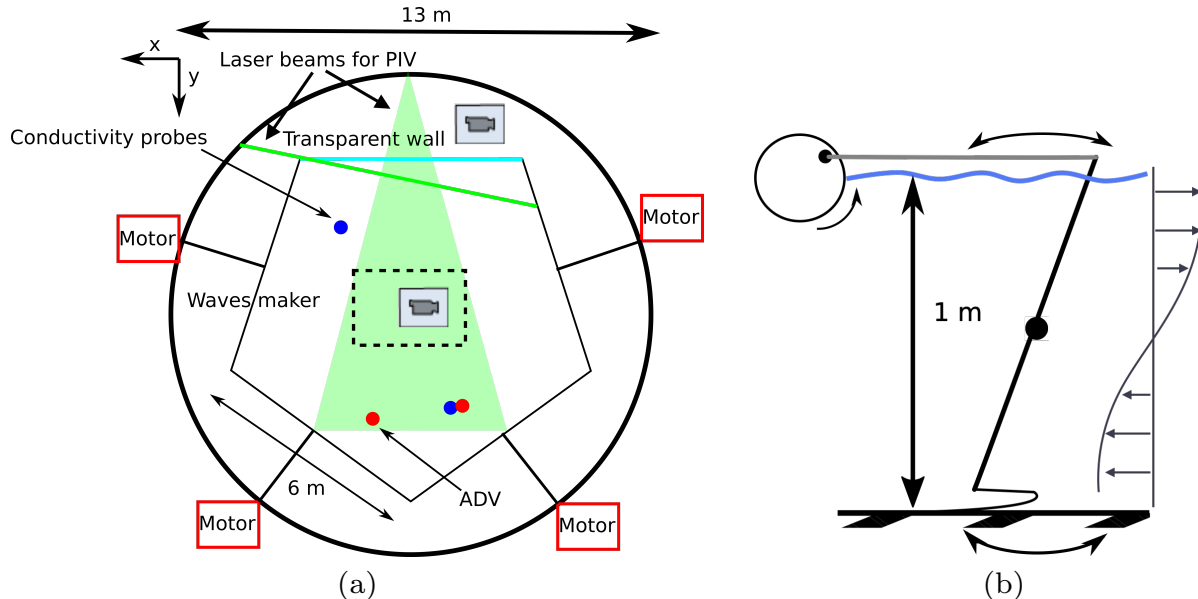 13 m
x
Laser beams for PIV
y
Conductivity probes
Transparent wall
Motor
Motor
Waves maker
1 m
6 m
ADV
Motor
Motor
(a)
(b)